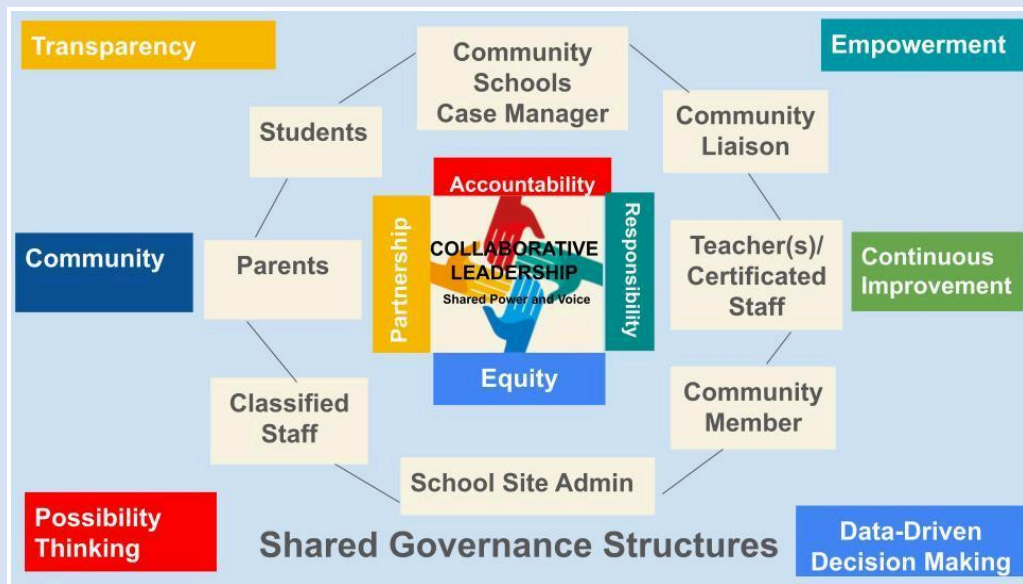 Transparency
Community
Schools
Case Manager
Empowerment
Students
Community
Liaison
Accountability
Partnership
COLLABORATIVE
LEADERSHIP
Shared Power and Voice
Responsibility
Equity
Community
Parents
Teacher(s)/
Certificated
Staff
Continuous
Improvement
Classified
Staff
Community
Member
School Site Admin
Possibility
Thinking
Shared Governance Structures
Data-Driven
Decision Making